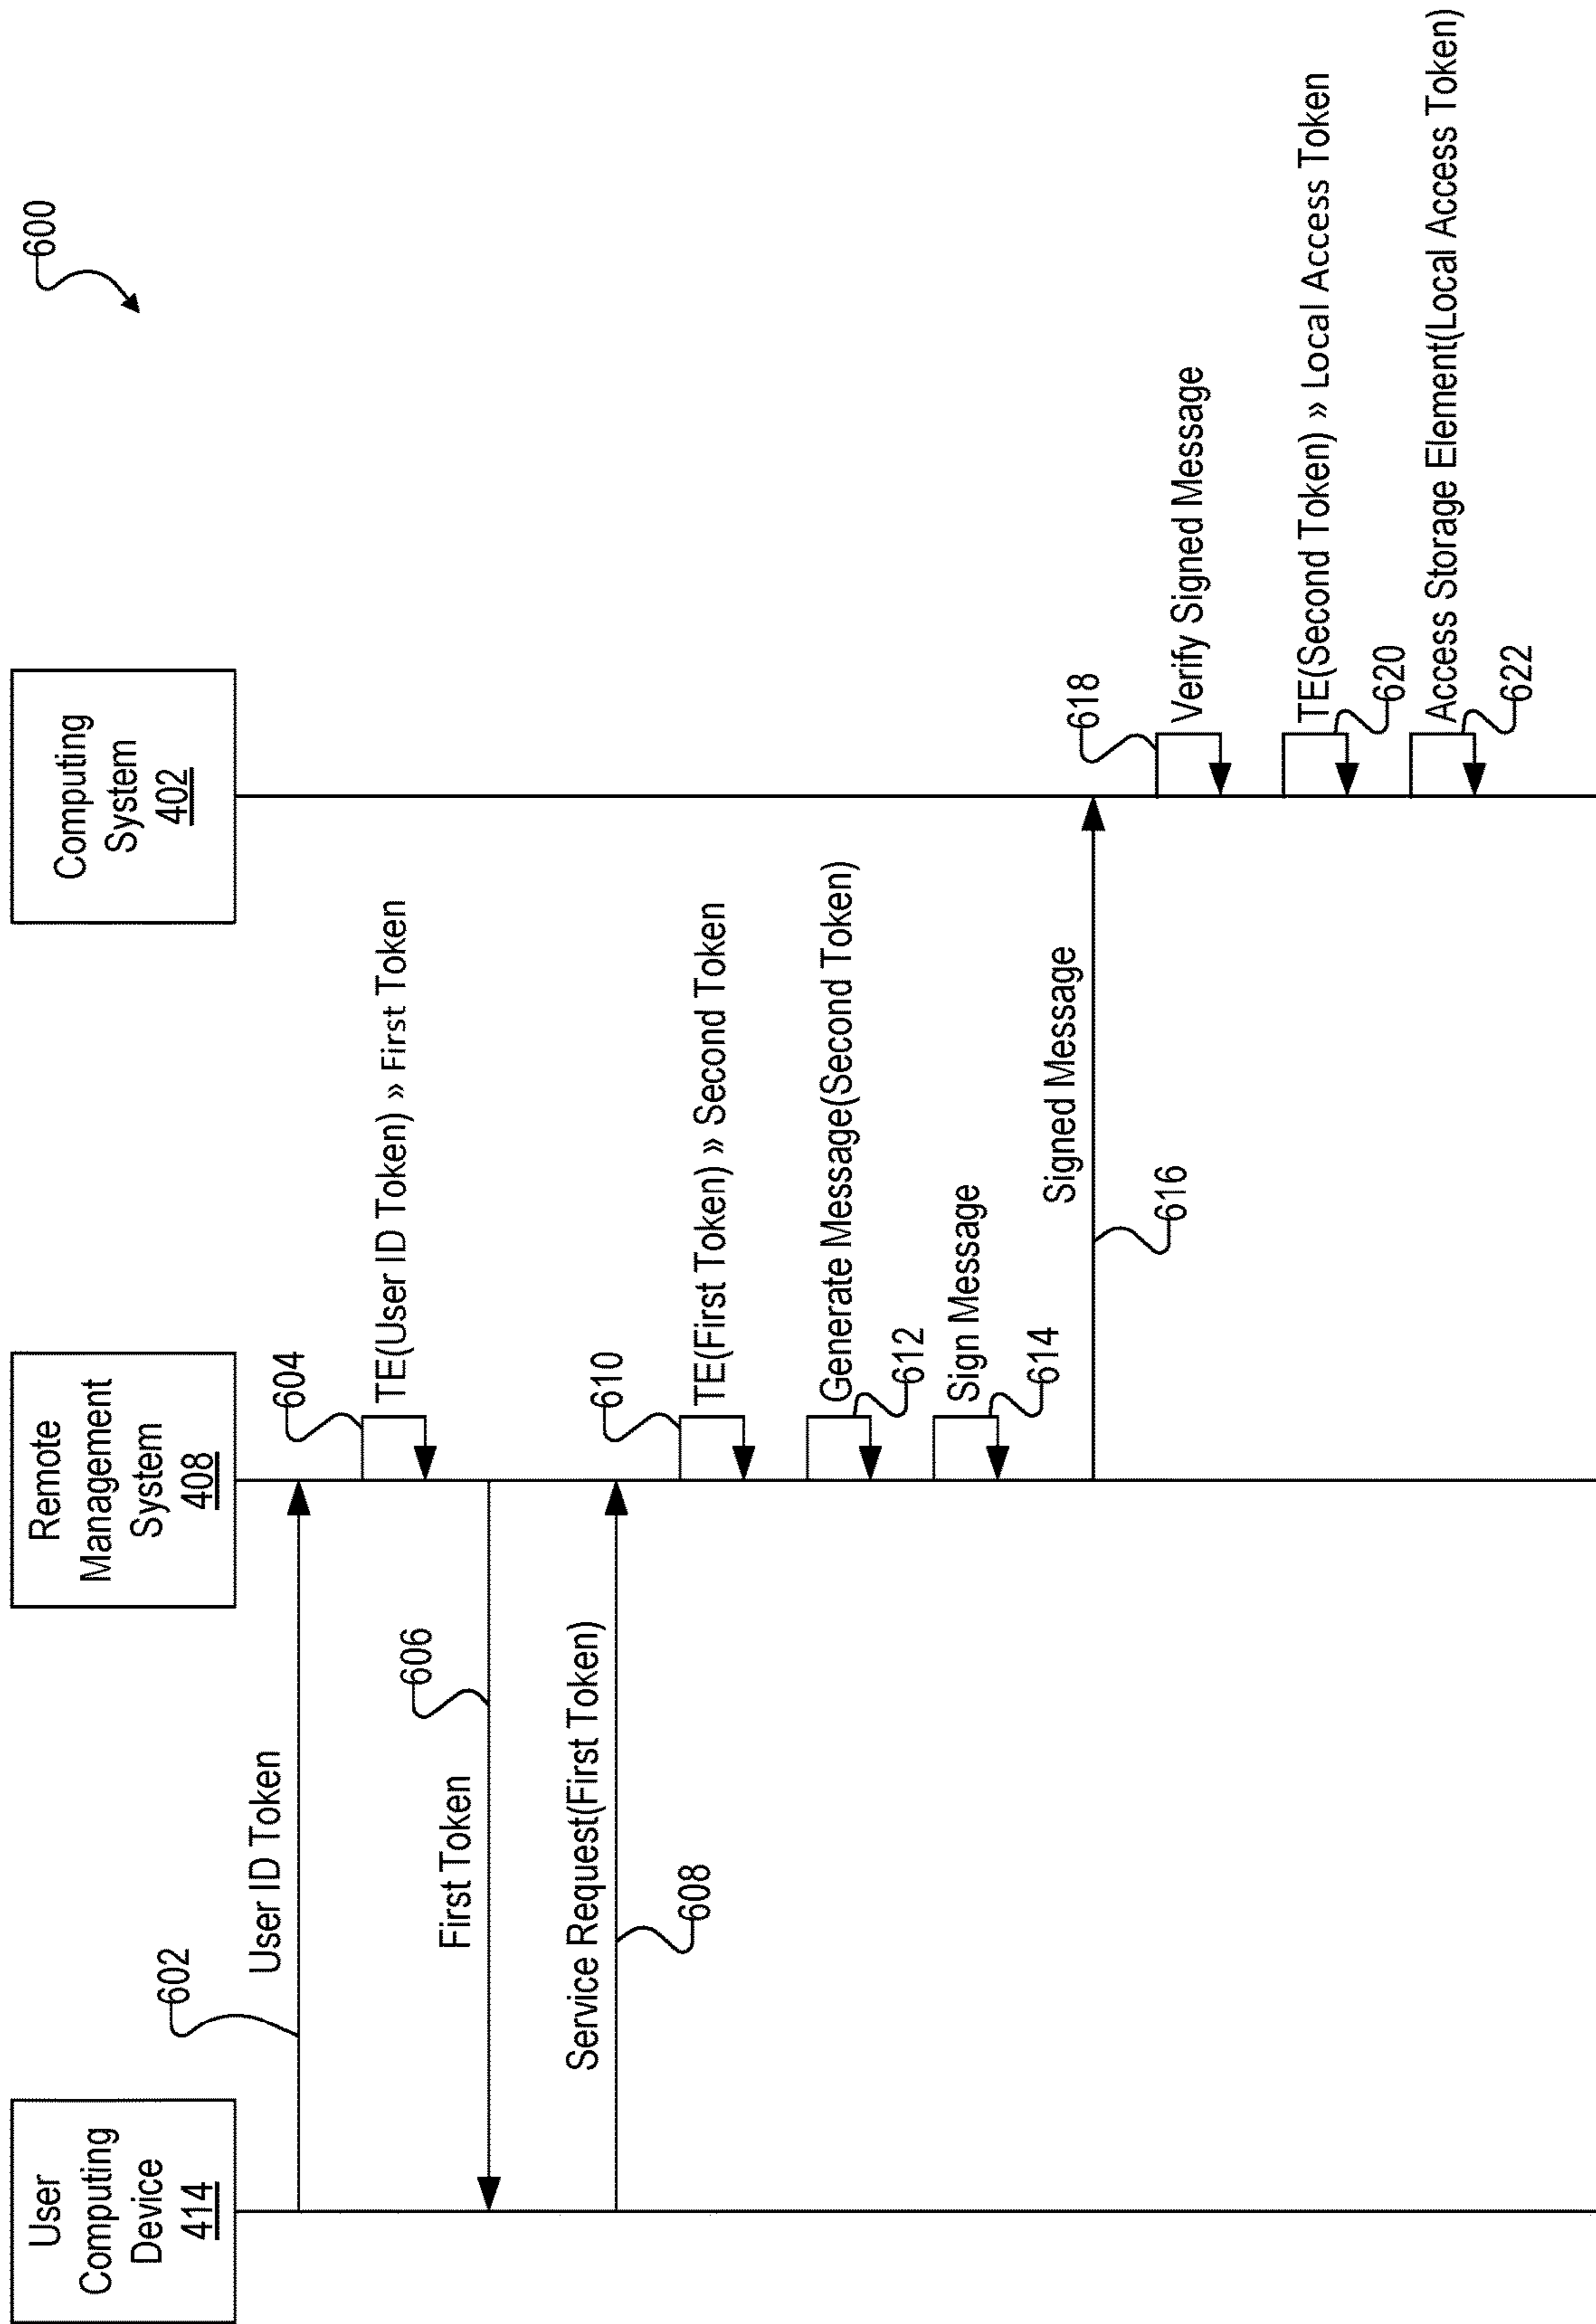 600
User
Computing
Device
414
Remote
Management
System
408
Computing
System
402
602
User ID Token
604
TE(User ID Token) » First Token
606
First Token
Service Request(First Token)
608
610
TE(First Token) » Second Token
Generate Message(Second Token)
612
Sign Message
614
Signed Message
616
618
Verify Signed Message
TE(Second Token) » Local Access Token
620
Access Storage Element(Local Access Token)
622